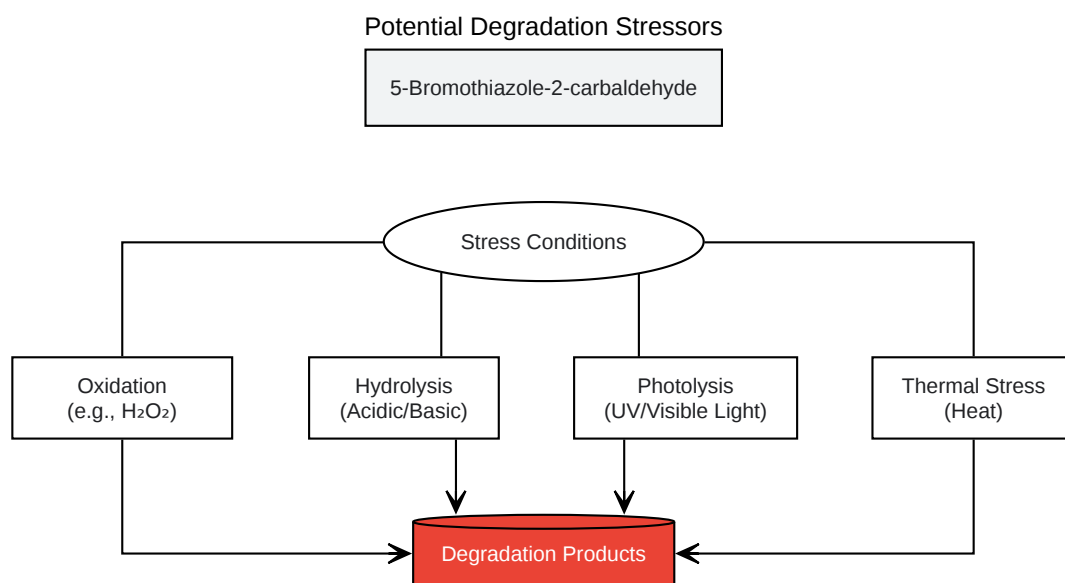 Potential Degradation Stressors
5-Bromothiazole-2-carbaldehyde
Stress Conditions
Oxidation
(e.g., H₂O₂)
Hydrolysis
(Acidic/Basic)
Photolysis
(UV/Visible Light)
Thermal Stress
(Heat)
Degradation Products